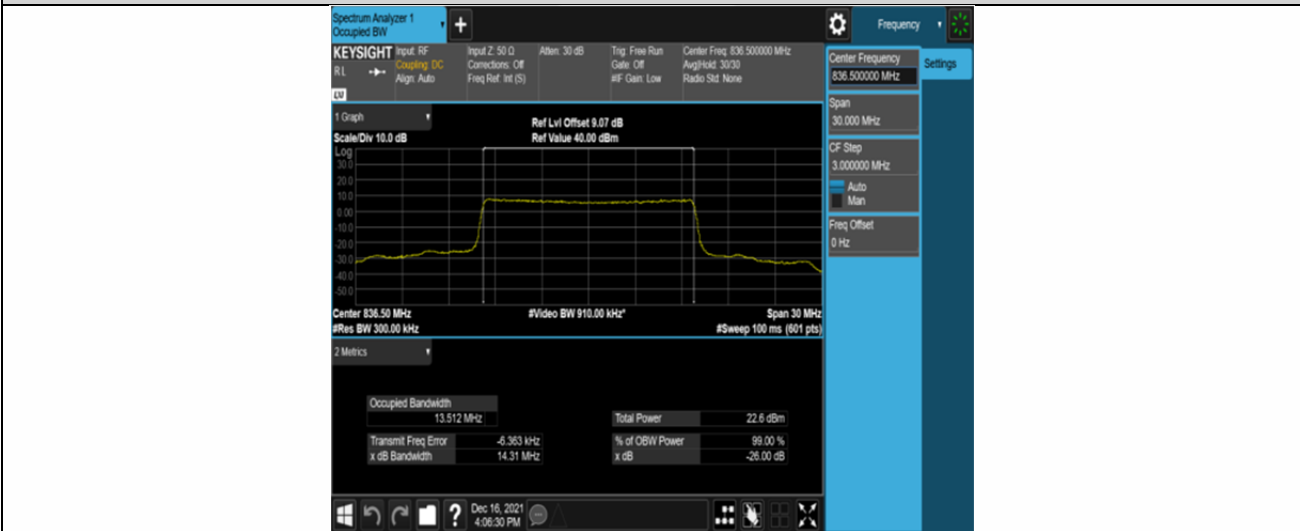 Spectrum Analyzer 1
Occupied BW
+
Frequency
KEYSIGHT
R L
LXI
Input: RF
Coupling: DC
Align: Auto
Input Z: 50 Ω
Corrections: Off
Freq Ref: Int (S)
Atten: 30 dB
Trig: Free Run
Gate: Off
#IF Gain: Low
Center Freq: 836.500000 MHz
Avg|Hold: 30/30
Radio Std: None
Center Frequency
836.500000 MHz
Settings
Span
30.000 MHz
CF Step
3.000000 MHz
Auto
Man
Freq Offset
0 Hz
1 Graph
Scale/Div 10.0 dB
Ref Lvl Offset 9.07 dB
Ref Value 40.00 dBm
Log
30.0
20.0
10.0
0.00
-10.0
-20.0
-30.0
-40.0
-50.0
Center 836.50 MHz
#Video BW 910.00 kHz*
Span 30 MHz
#Res BW 300.00 kHz
#Sweep 100 ms (601 pts)
2 Metrics
Occupied Bandwidth
13.512 MHz
Total Power 22.6 dBm
Transmit Freq Error -6.363 kHz
% of OBW Power 99.00 %
x dB Bandwidth 14.31 MHz
x dB -26.00 dB
?
Dec 16, 2021
4:06:30 PM